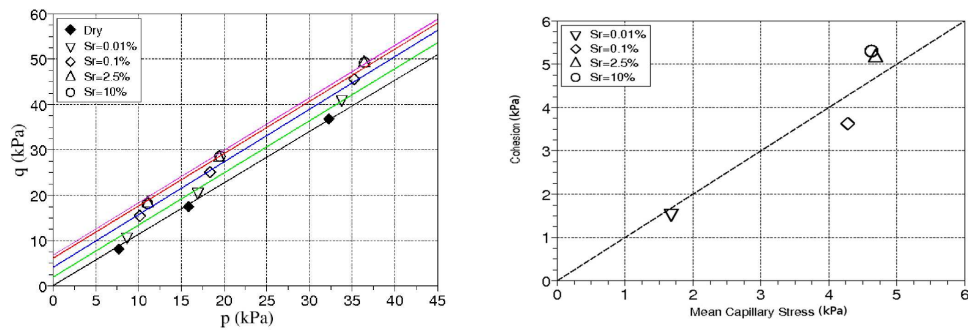 60
50
40
30
20
10
0
q (kPa)
Dry
Sr=0.01%
Sr=0.1%
Sr=2.5%
Sr=10%
0 5 10 15 20 25 30 35 40 45
p (kPa)
6
5
4
3
2
1
0
Cohesion (kPa)
Sr=0.01%
Sr=0.1%
Sr=2.5%
Sr=10%
0 1 2 3 4 5 6
Mean Capillary Stress (kPa)